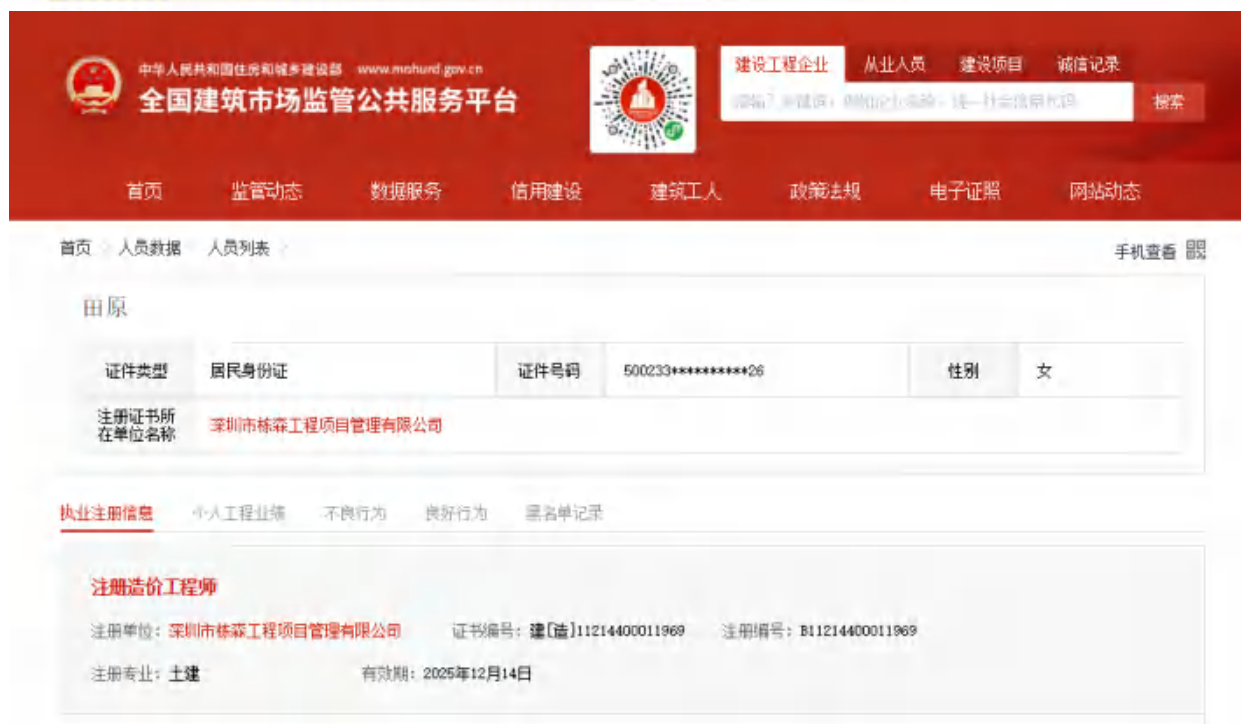 中华人民共和国住房和城乡建设部 www.mohurd.gov.cn
全国建筑市场监管公共服务平台
建设工程企业 从业人员 建设项目 诚信记录
搜索
首页 监管动态 数据服务 信用建设 建筑工人 政策法规 电子证照 网站动态
首页 人员数据 人员列表
手机查看
田原
证件类型 居民身份证 证件号码 500233**********26 性别 女
注册证书所
在单位名称
深圳市栋森工程项目管理有限公司
执业注册信息 个人工程业绩 不良行为 良好行为 黑名单记录
注册造价工程师
注册单位：深圳市栋森工程项目管理有限公司 证书编号：建[造]11214400011969 注册编号：B11214400011969
注册专业：土建 有效期：2025年12月14日